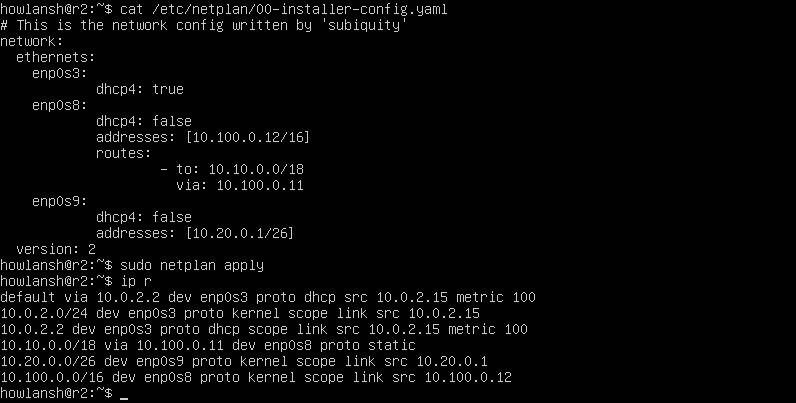 howlansh@r2:~$ cat /etc/netplan/00-installer-config.yaml
# This is the network config written by 'subiquity'
network:
  ethernets:
    enp0s3:
            dhcp4: true
    enp0s8:
            dhcp4: false
            addresses: [10.100.0.12/16]
            routes:
                    - to: 10.10.0.0/18
                      via: 10.100.0.11
    enp0s9:
            dhcp4: false
            addresses: [10.20.0.1/26]
  version: 2
howlansh@r2:~$ sudo netplan apply
howlansh@r2:~$ ip r
default via 10.0.2.2 dev enp0s3 proto dhcp src 10.0.2.15 metric 100
10.0.2.0/24 dev enp0s3 proto kernel scope link src 10.0.2.15
10.0.2.2 dev enp0s3 proto dhcp scope link src 10.0.2.15 metric 100
10.10.0.0/18 via 10.100.0.11 dev enp0s8 proto static
10.20.0.0/26 dev enp0s9 proto kernel scope link src 10.20.0.1
10.100.0.0/16 dev enp0s8 proto kernel scope link src 10.100.0.12
howlansh@r2:~$ _